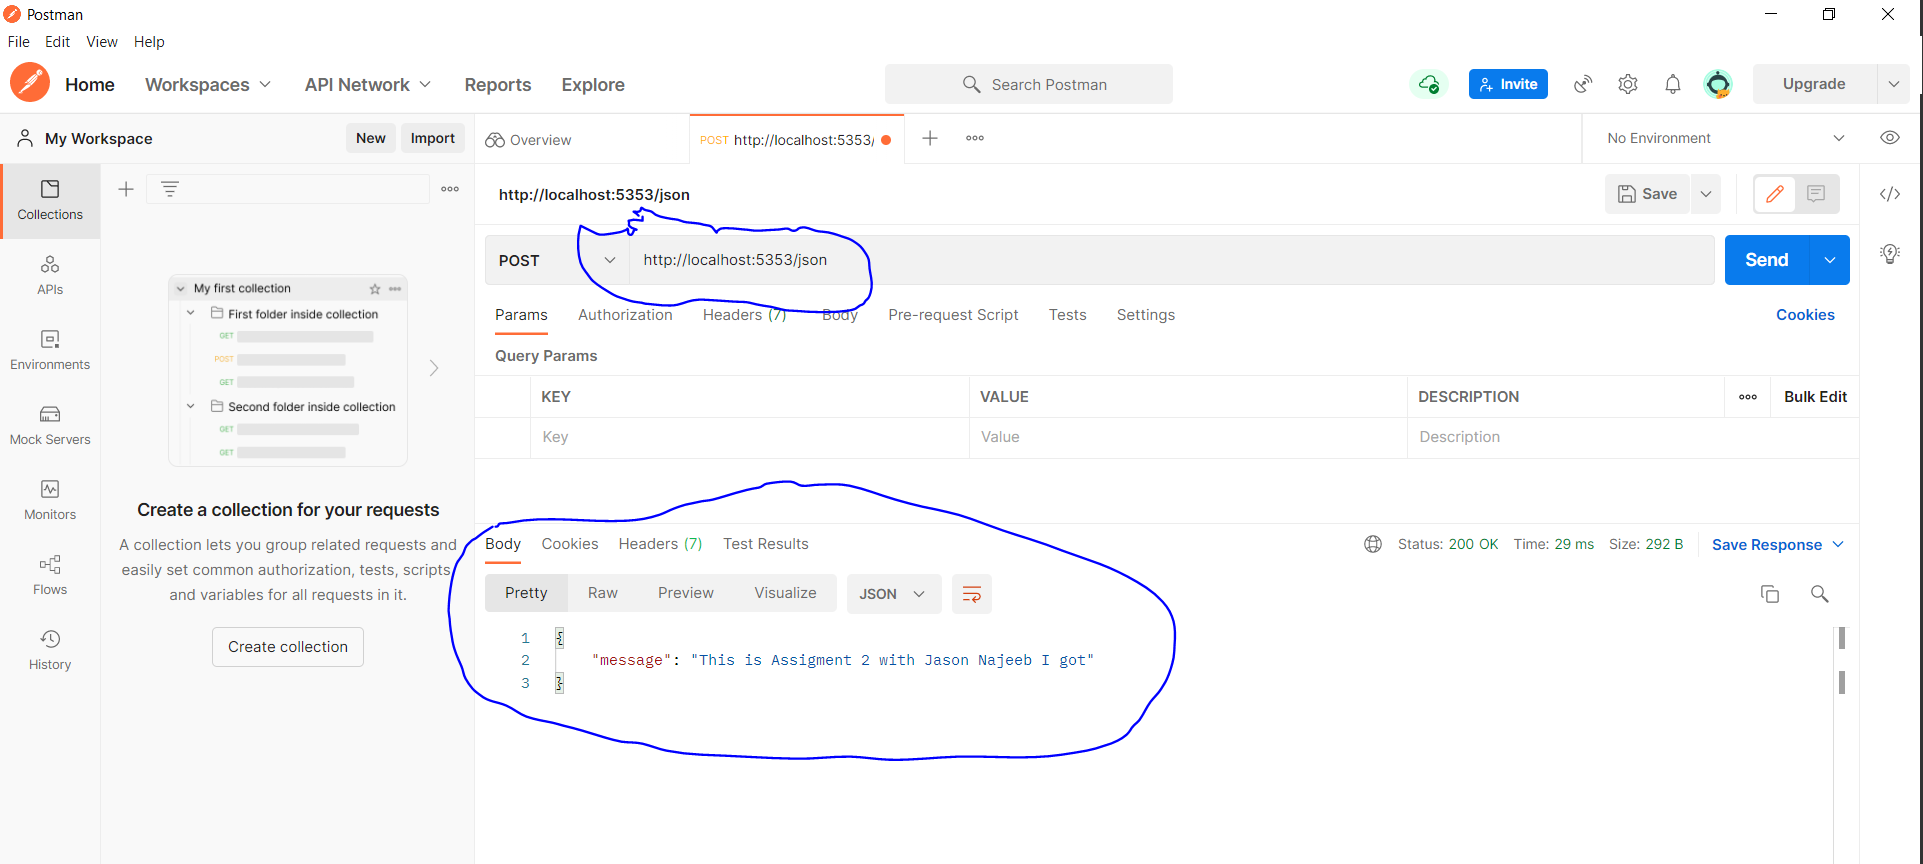 Postman
File Edit View Help
Home Workspaces API Network Reports Explore Search Postman Invite Upgrade
My Workspace New Import Overview POST http://localhost:5353/ No Environment
Collections
APIs
Environments
Mock Servers
Monitors
Flows
History
My first collection
First folder inside collection
GET
POST
GET
Second folder inside collection
GET
GET
Create a collection for your requests
A collection lets you group related requests and
easily set common authorization, tests, scripts,
and variables for all requests in it.
Create collection
http://localhost:5353/json Save
POST http://localhost:5353/json Send
Params Authorization Headers (7) Body Pre-request Script Tests Settings Cookies
Query Params
KEY VALUE DESCRIPTION Bulk Edit
Key Value Description
Body Cookies Headers (7) Test Results Status: 200 OK Time: 29 ms Size: 292 B Save Response
Pretty Raw Preview Visualize JSON
1 {
2 "message": "This is Assigment 2 with Jason Najeeb I got"
3 }